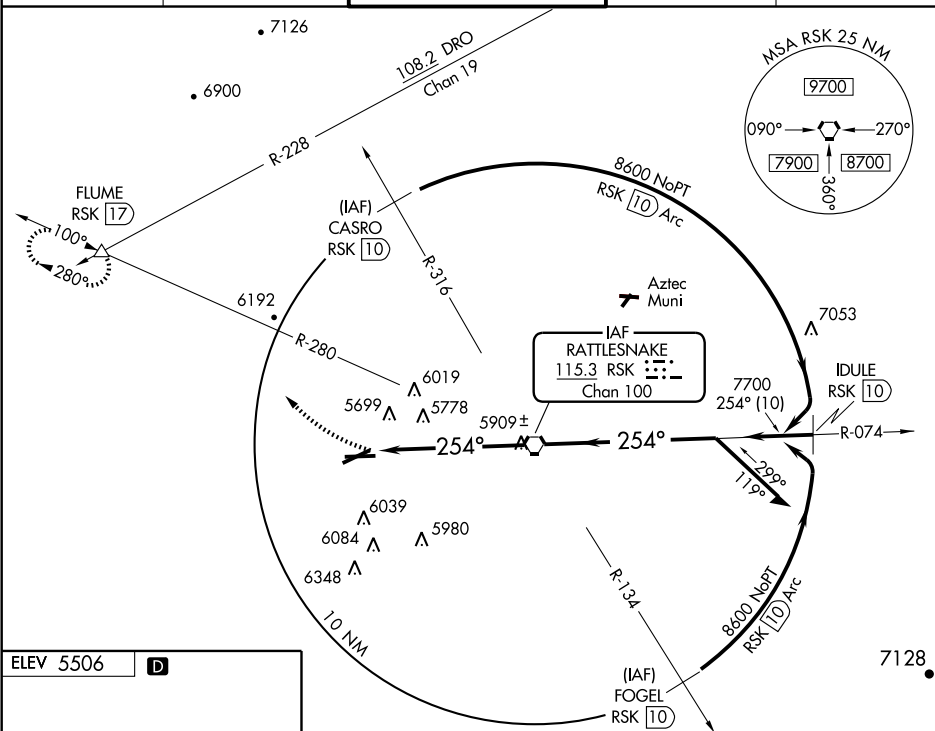 7126
6900
108.2 DRO
Chan 19
R-228
FLUME
RSK 17
100°
280°
MSA RSK 25 NM
9700
090°
270°
7900
8700
360°
(IAF)
CASRO
RSK 10
8600 NoPT
RSK 10 Arc
R-316
6192
R-280
Aztec
Muni
7053
IAF
RATTLESNAKE
115.3 RSK
Chan 100
IDULE
RSK 10
7700
254° (10)
6019
5699
5778
5909±
254°
254°
R-074
299°
119°
6039
6084
5980
6348
R-134
8600 NoPT
RSK 10 Arc
10 NM
(IAF)
FOGEL
RSK 10
7128
ELEV 5506
D